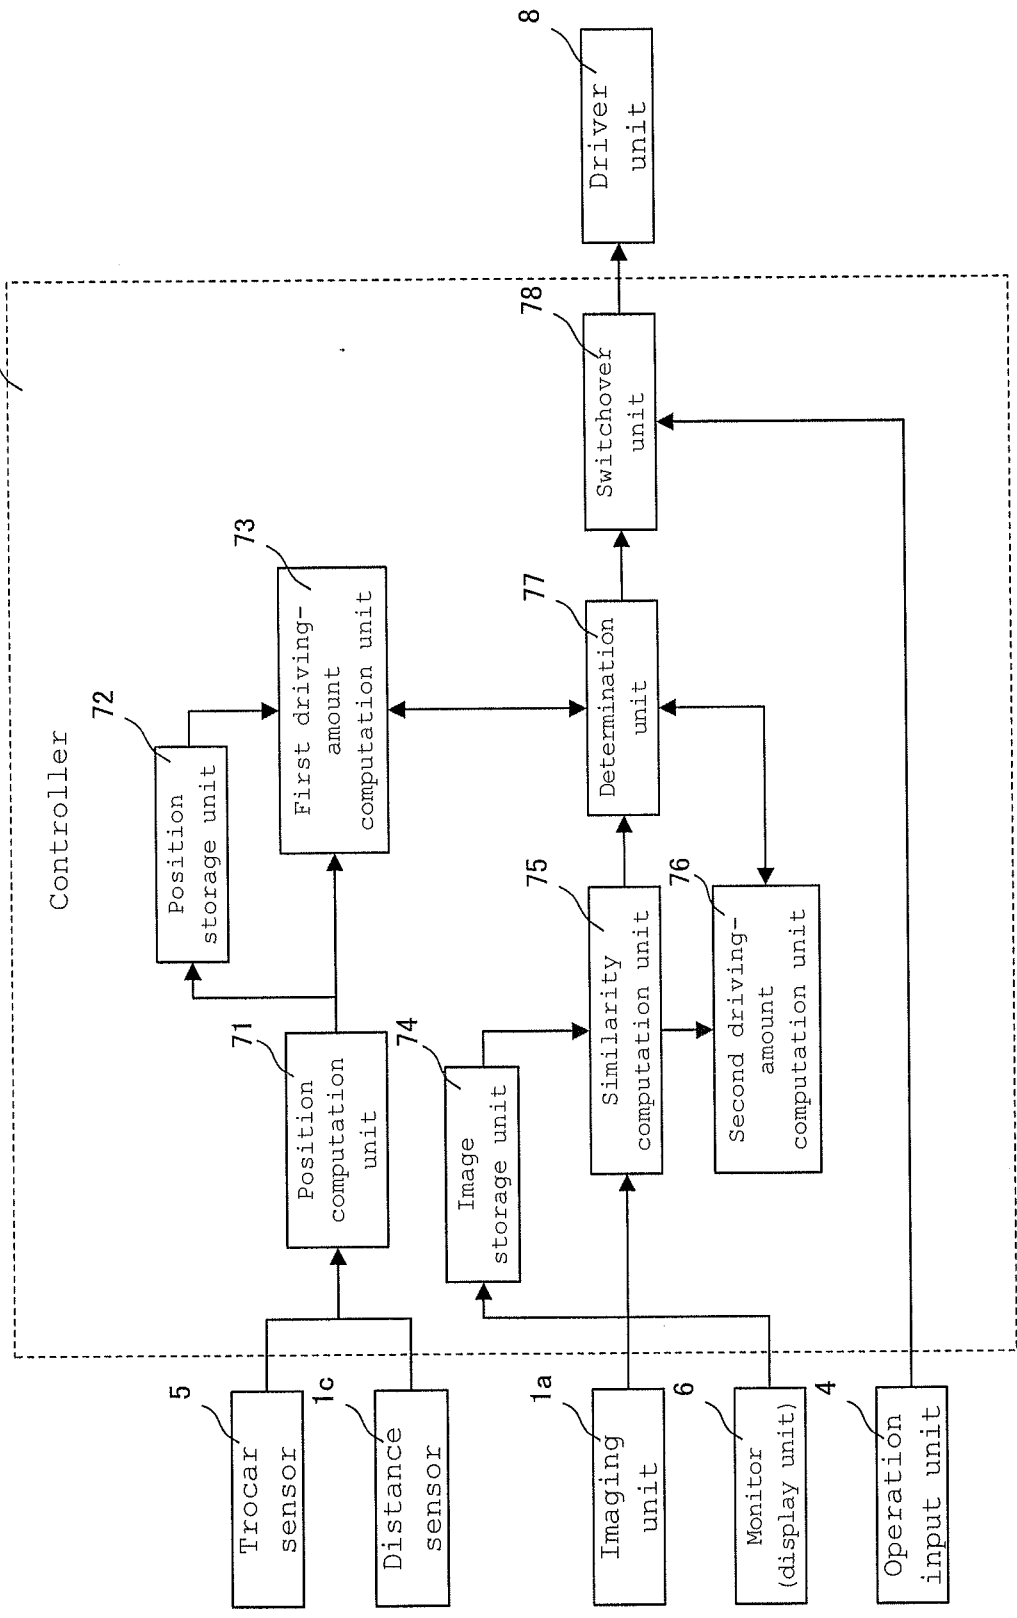 Controller
5
Trocar
sensor
1c
Distance
sensor
1a
Imaging
unit
6
Monitor
(display unit)
4
Operation
input unit
71
Position
computation
unit
72
Position
storage unit
73
First driving-
amount
computation unit
74
Image
storage unit
75
Similarity
computation unit
76
Second driving-
amount
computation unit
77
Determination
unit
78
Switchover
unit
8
Driver
unit